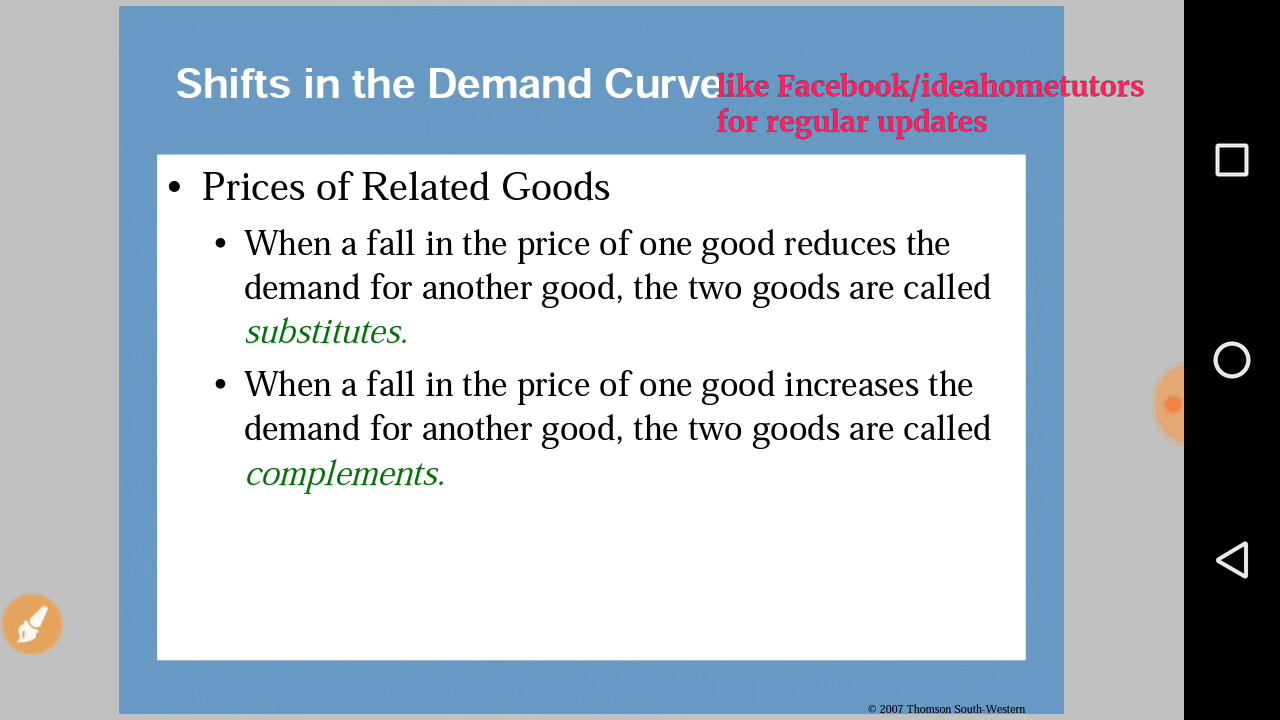 Shifts in the Demand Curve
like Facebook/ideahometutors
for regular updates
• Prices of Related Goods
• When a fall in the price of one good reduces the
demand for another good, the two goods are called
substitutes.
• When a fall in the price of one good increases the
demand for another good, the two goods are called
complements.
© 2007 Thomson South-Western